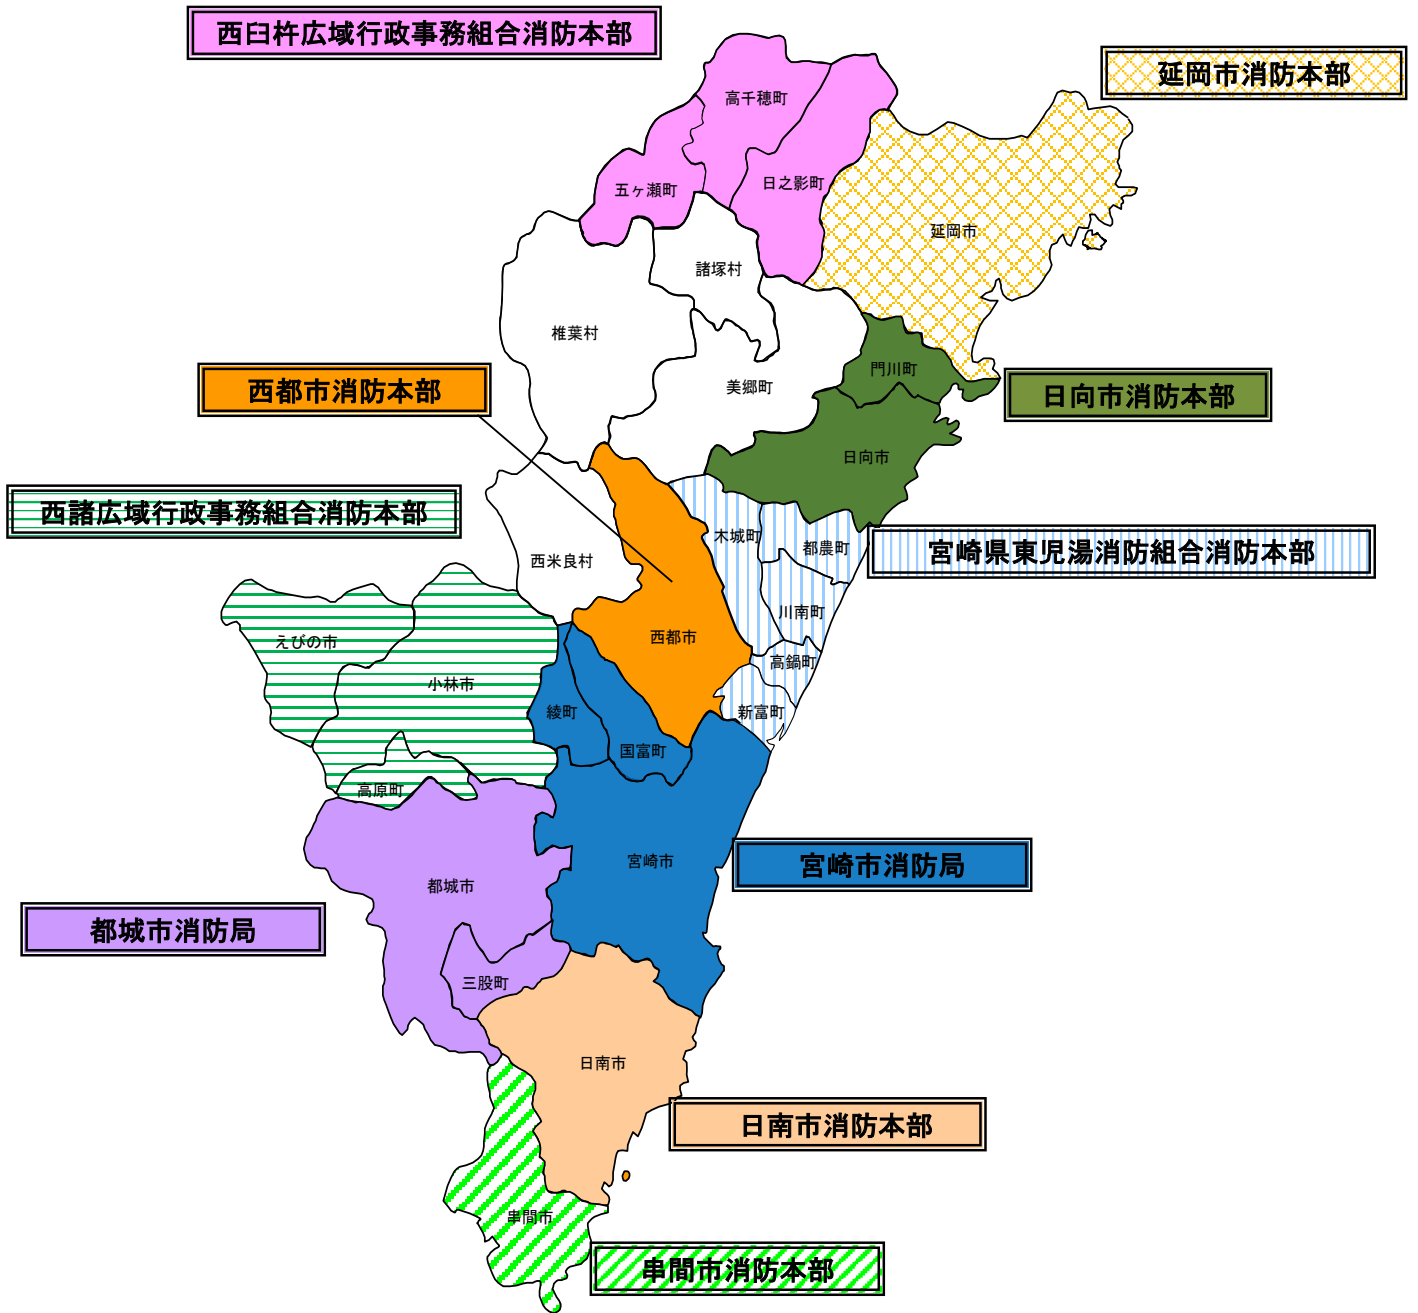 西臼杵広域行政事務組合消防本部
延岡市消防本部
高千穂町
日之影町
五ヶ瀬町
延岡市
諸塚村
椎葉村
門川町
美郷町
西都市消防本部
日向市消防本部
日向市
西諸広域行政事務組合消防本部
木城町
都農町
宮崎県東児湯消防組合消防本部
西米良村
川南町
西都市
えびの市
高鍋町
小林市
綾町
新富町
国富町
高原町
宮崎市
宮崎市消防局
都城市
都城市消防局
三股町
日南市
日南市消防本部
串間市
串間市消防本部